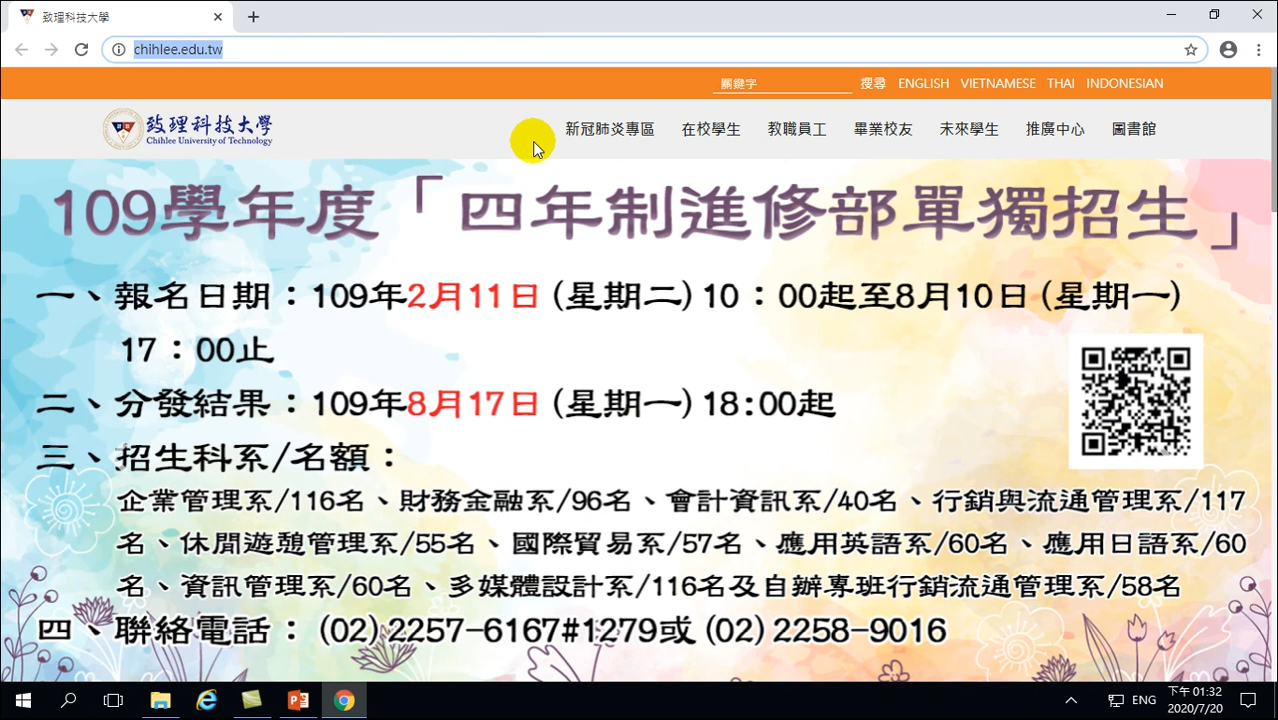 致理科技大學
chihlee.edu.tw
關鍵字 搜尋 ENGLISH VIETNAMESE THAI INDONESIAN
致理科技大學
Chihlee University of Technology
新冠肺炎專區 在校學生 教職員工 畢業校友 未來學生 推廣中心 圖書館
109學年度「四年制進修部單獨招生」
一、報名日期：109年2月11日(星期二)10：00起至8月10日(星期一)
17：00止
二、分發結果：109年8月17日(星期一)18:00起
三、招生科系/名額：
企業管理系/116名、財務金融系/96名、會計資訊系/40名、行銷與流通管理系/117
名、休閒遊憩管理系/55名、國際貿易系/57名、應用英語系/60名、應用日語系/60
名、資訊管理系/60名、多媒體設計系/116名及自辦專班行銷流通管理系/58名
四、聯絡電話：(02)2257-6167#1279或(02)2258-9016
ENG
下午 01:32
2020/7/20